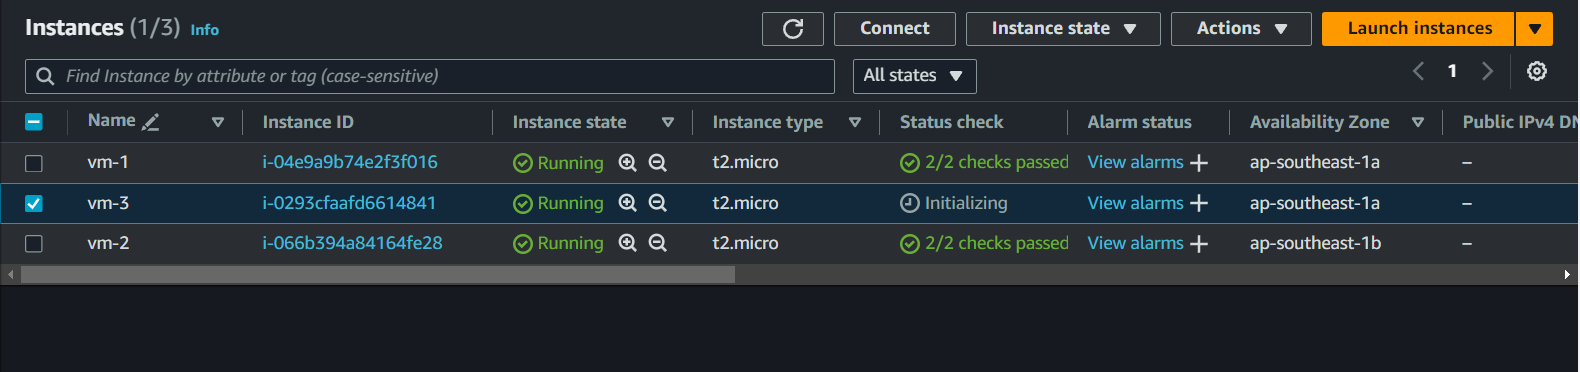 Instances (1/3) Info Connect Instance state Actions Launch instances
Find Instance by attribute or tag (case-sensitive) All states 1
Name Instance ID Instance state Instance type Status check Alarm status Availability Zone Public IPv4 DN
vm-1 i-04e9a9b74e2f3f016 Running t2.micro 2/2 checks passed View alarms + ap-southeast-1a –
vm-3 i-0293cfaafd6614841 Running t2.micro Initializing View alarms + ap-southeast-1a –
vm-2 i-066b394a84164fe28 Running t2.micro 2/2 checks passed View alarms + ap-southeast-1b –